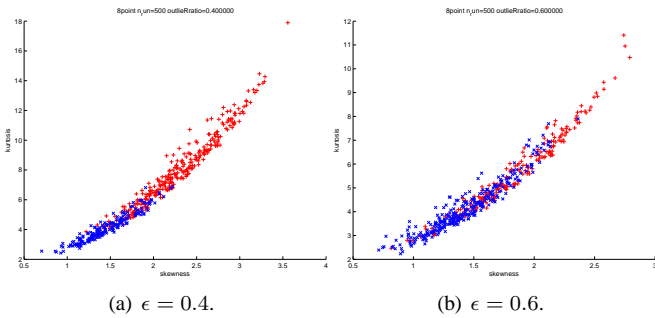 8point n_run=500 outlieRratio=0.400000
18
16
14
12
10
8
6
4
2
kurtosis
0.5 1 1.5 2 2.5 3 3.5 4
skewness
(a) ϵ = 0.4.
8point n_run=500 outlieRratio=0.600000
12
11
10
9
8
7
6
5
4
3
2
kurtosis
0.5 1 1.5 2 2.5 3
skewness
(b) ϵ = 0.6.